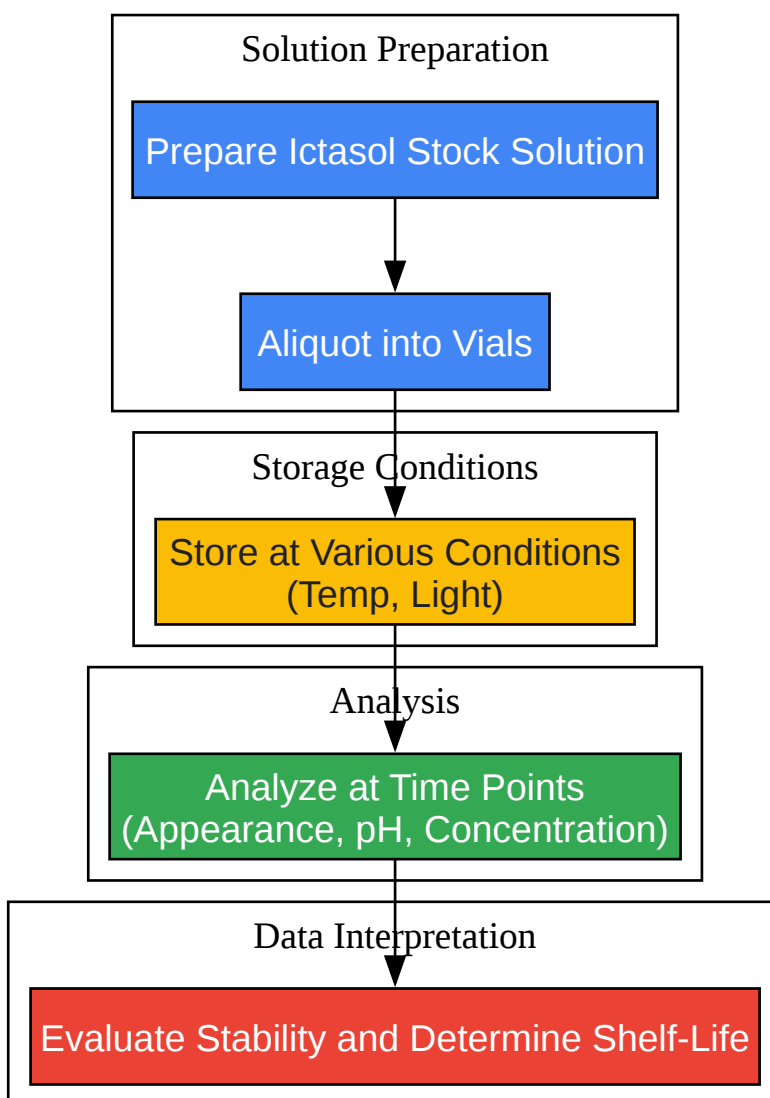 Solution Preparation
Prepare Ictasol Stock Solution
Aliquot into Vials
Storage Conditions
Store at Various Conditions
(Temp, Light)
Analysis
Analyze at Time Points
(Appearance, pH, Concentration)
Data Interpretation
Evaluate Stability and Determine Shelf-Life